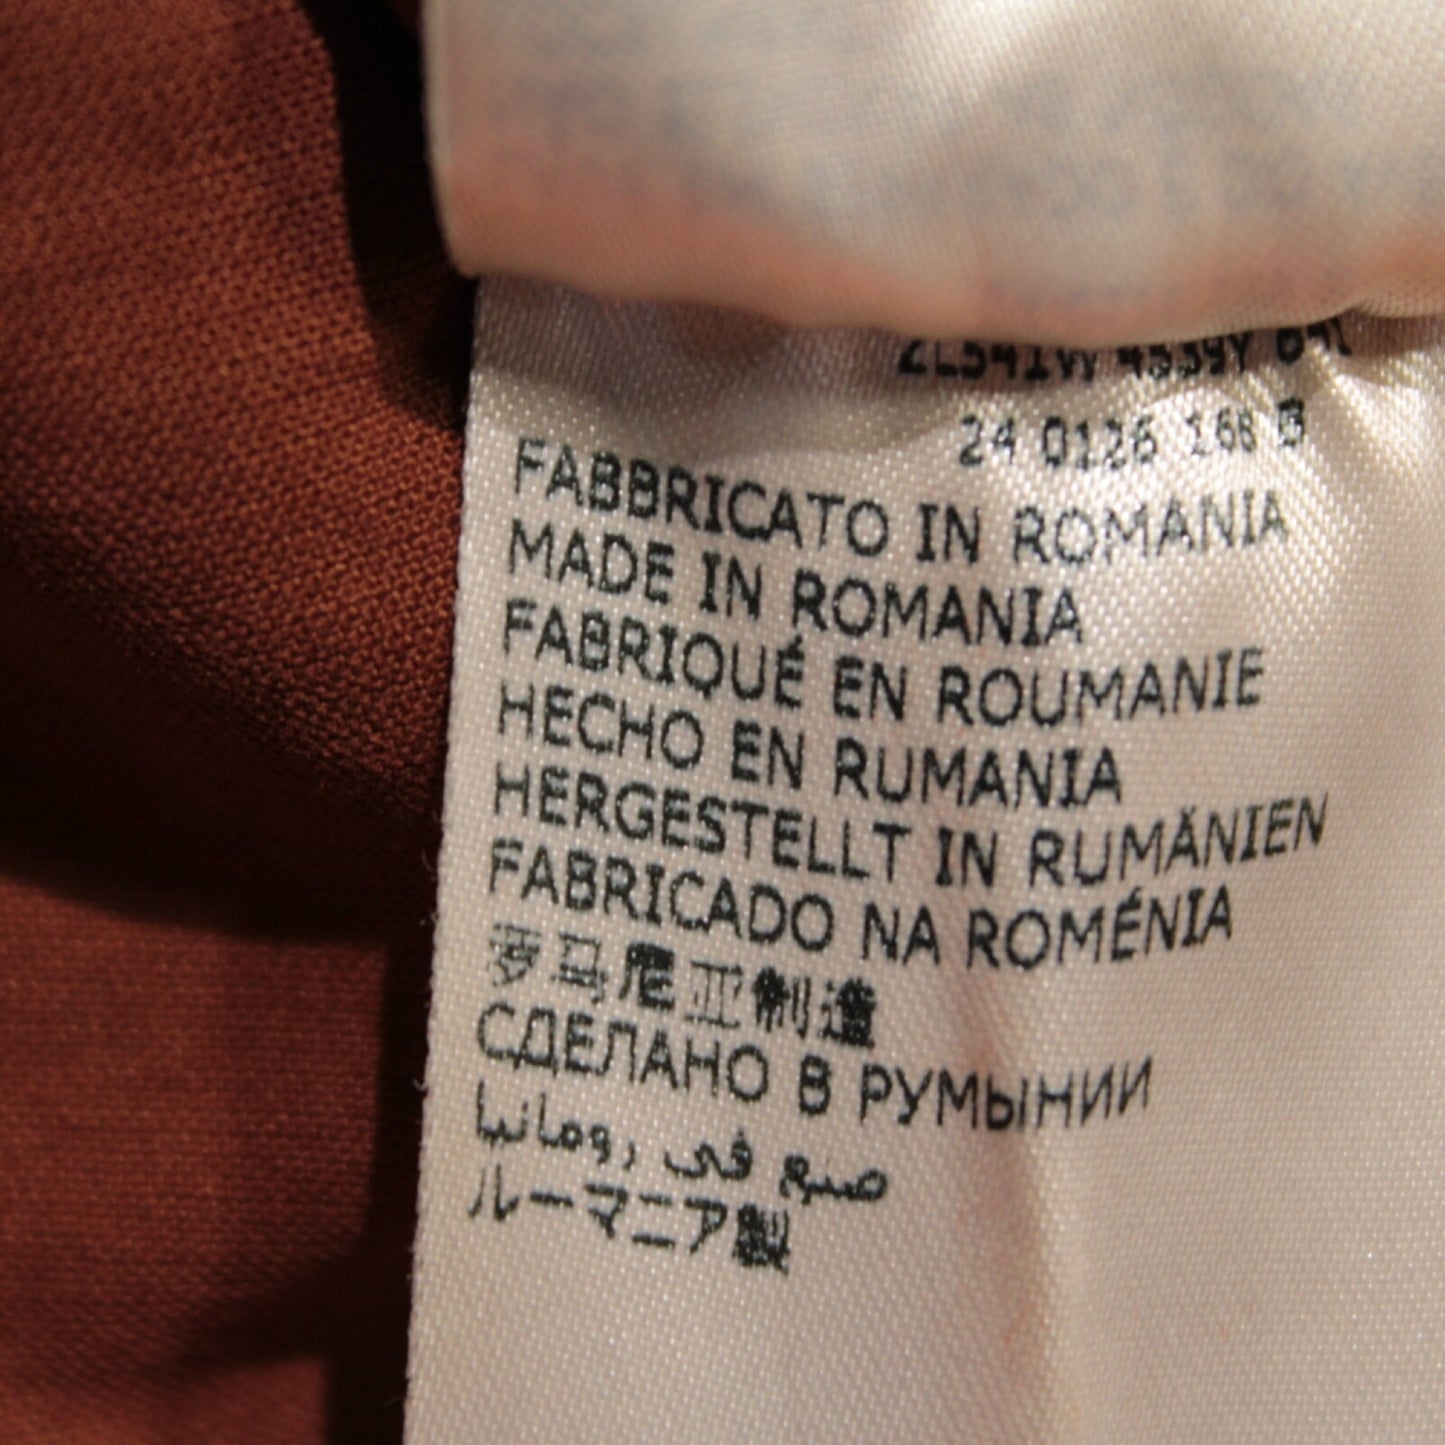 24 0126 168 B
FABBRICATO IN ROMANIA
MADE IN ROMANIA
FABRIQUÉ EN ROUMANIE
HECHO EN RUMANIA
HERGESTELLT IN RUMÄNIEN
FABRICADO NA ROMÉNIA
罗马尼亚制造
СДЕЛАНО В РУМЫНИИ
صنع في رومانيا
ルーマニア製